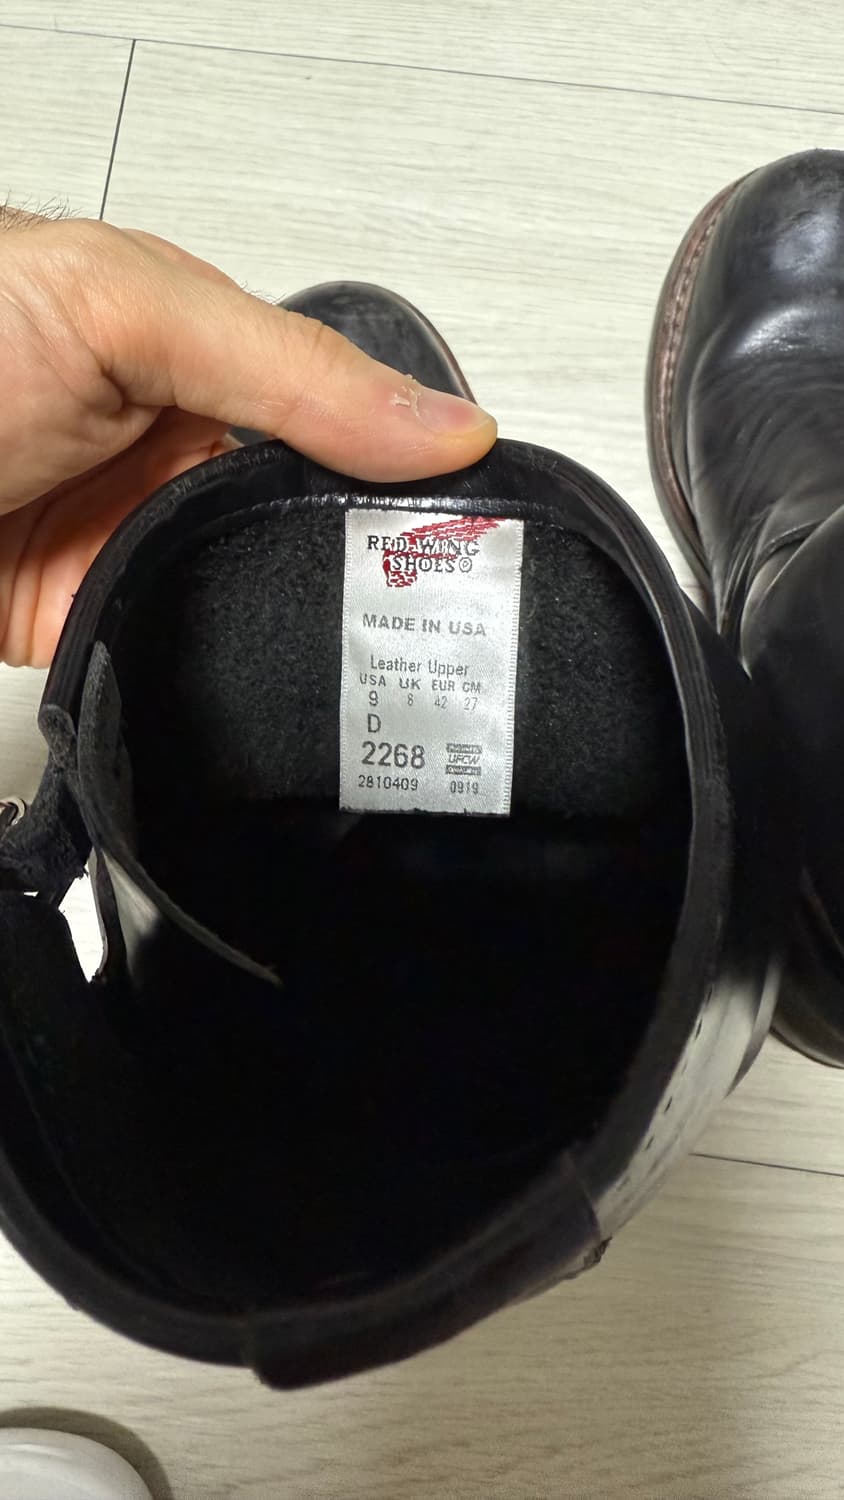 RED WING
SHOES®
MADE IN USA
Leather Upper
USA UK EUR CM
9 8 42 27
D
2268
UFCW
2810409 0919